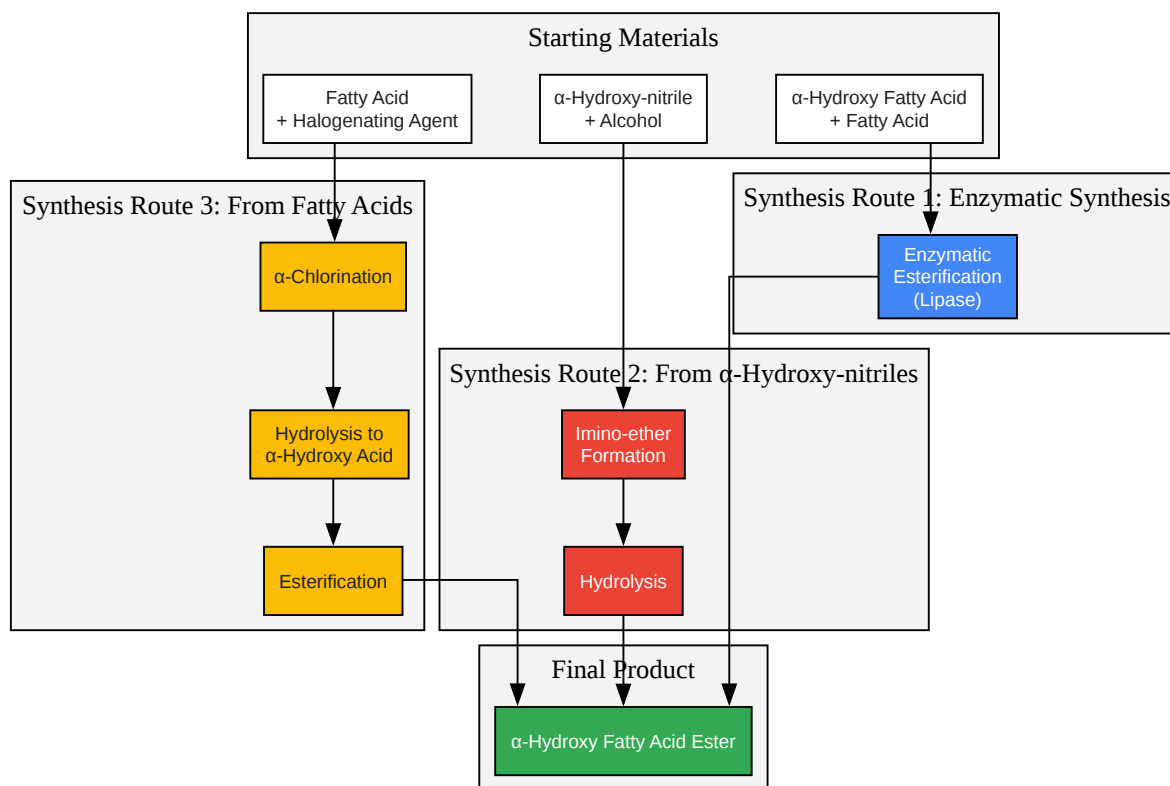 Starting Materials
Fatty Acid
+ Halogenating Agent
α-Hydroxy-nitrile
+ Alcohol
α-Hydroxy Fatty Acid
+ Fatty Acid
Synthesis Route 3: From Fatty Acids
α-Chlorination
Hydrolysis to
α-Hydroxy Acid
Esterification
Synthesis Route 2: From α-Hydroxy-nitriles
Imino-ether
Formation
Hydrolysis
Synthesis Route 1: Enzymatic Synthesis
Enzymatic
Esterification
(Lipase)
Final Product
α-Hydroxy Fatty Acid Ester